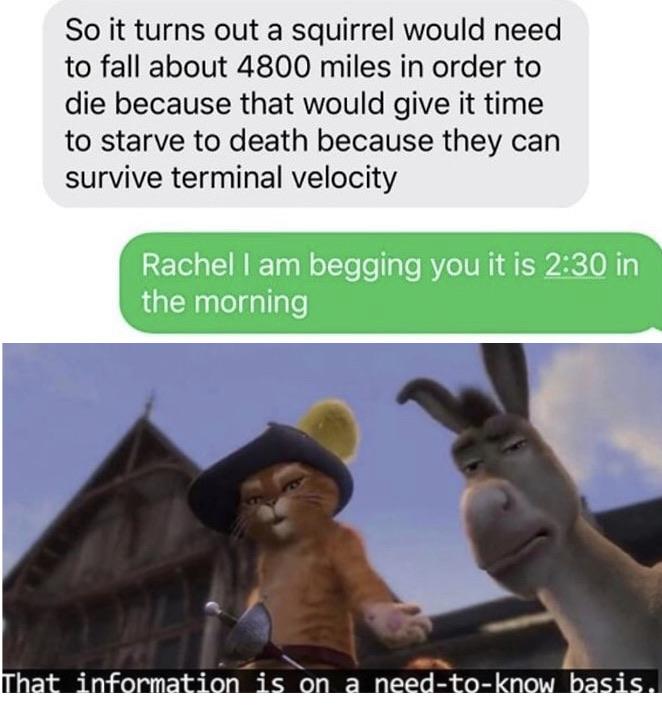 So it turns out a squirrel would need
to fall about 4800 miles in order to
die because that would give it time
to starve to death because they can
survive terminal velocity
Rachel I am begging you it is 2:30 in
the morning
That information is on a need-to-know basis.